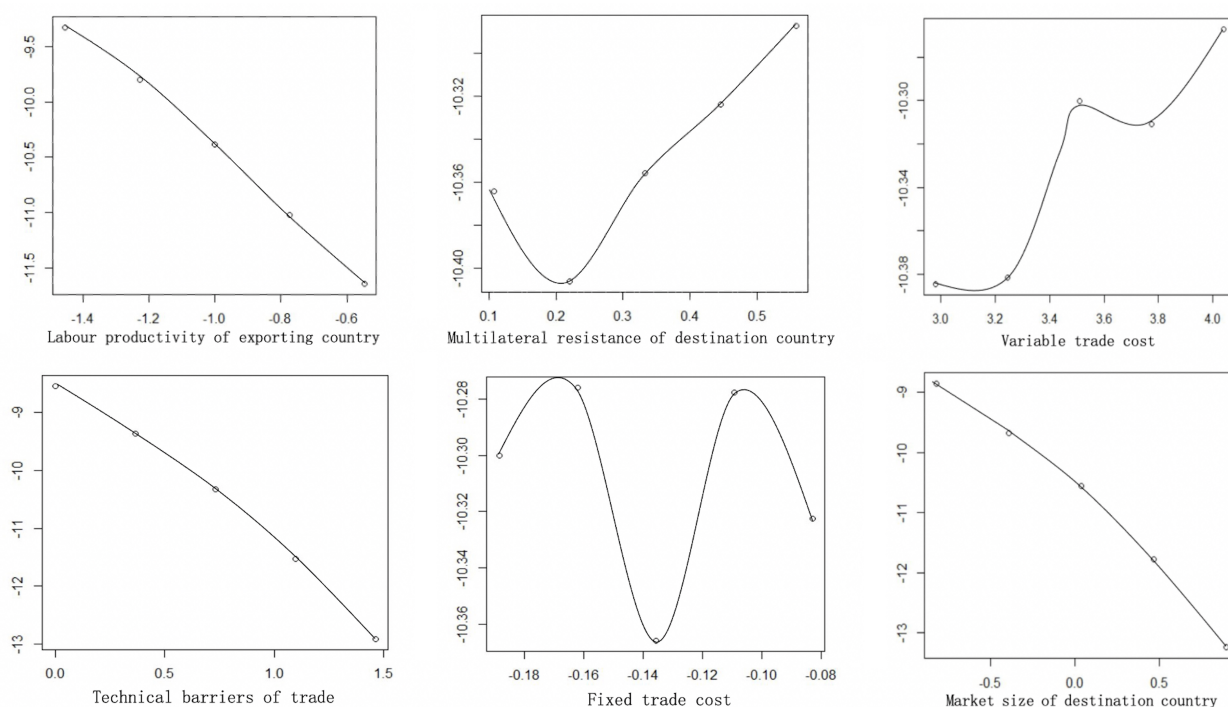 -9.5
-10.0
-10.5
-11.0
-11.5
-1.4 -1.2 -1.0 -0.8 -0.6
Labour productivity of exporting country
-10.32
-10.36
-10.40
0.1 0.2 0.3 0.4 0.5
Multilateral resistance of destination country
-10.30
-10.34
-10.38
3.0 3.2 3.4 3.6 3.8 4.0
Variable trade cost
-9
-10
-11
-12
-13
0.0 0.5 1.0 1.5
Technical barriers of trade
-10.28
-10.30
-10.32
-10.34
-10.36
-0.18 -0.16 -0.14 -0.12 -0.10 -0.08
Fixed trade cost
-9
-10
-11
-12
-13
-0.5 0.0 0.5
Market size of destination country